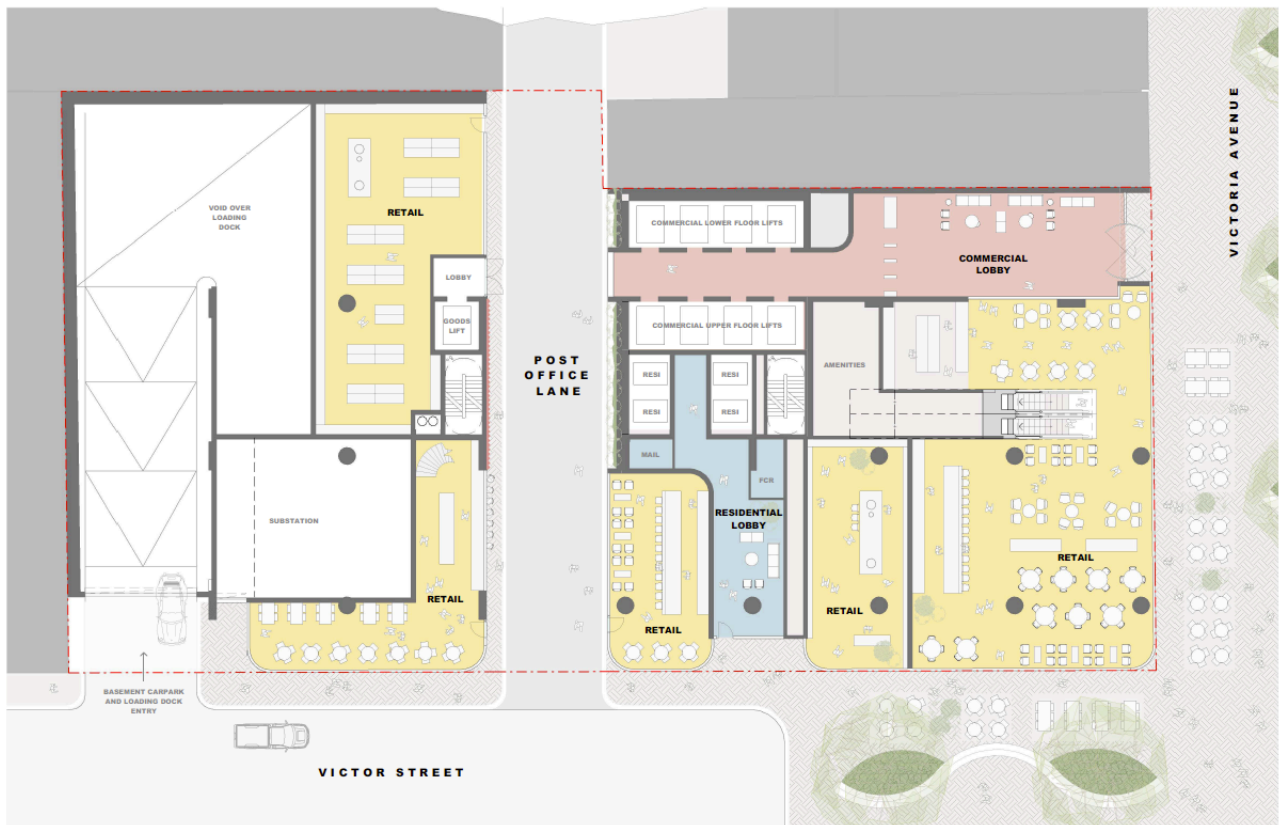 VICTORIA AVENUE
VOID OVER
LOADING
DOCK
RETAIL
COMMERCIAL LOWER FLOOR LIFTS
COMMERCIAL
LOBBY
LOBBY
GOODS
LIFT
COMMERCIAL UPPER FLOOR LIFTS
POST
OFFICE
LANE
RESI
RESI
AMENITIES
RESI
RESI
MAIL
FCR
SUBSTATION
RESIDENTIAL
LOBBY
RETAIL
RETAIL
RETAIL
RETAIL
BASEMENT CARPARK
AND LOADING DOCK
ENTRY
VICTOR STREET